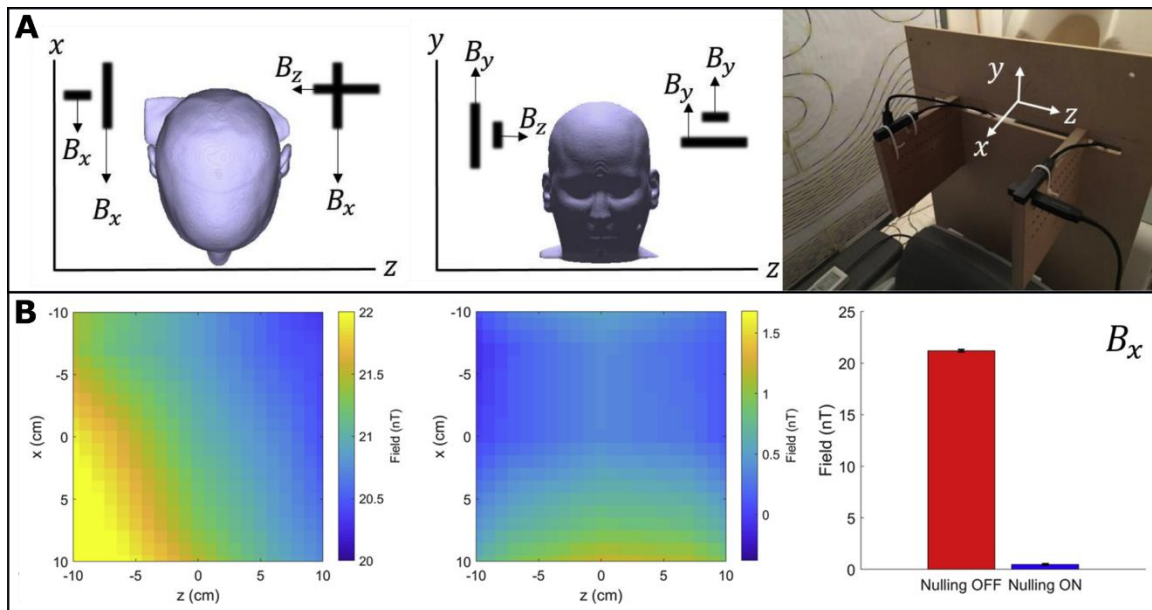 A
x
B_z
B_x
B_x
B_x
z
y
B_y
B_z
B_y
B_y
z
y
z
x
B
-10
-5
0
5
10
x (cm)
-10 -5 0 5 10
z (cm)
22
21.5
21
20.5
20
Field (nT)
-10
-5
0
5
10
x (cm)
-10 -5 0 5 10
z (cm)
1.5
1
0.5
0
Field (nT)
25
20
15
10
5
0
Field (nT)
B_x
Nulling OFF Nulling ON